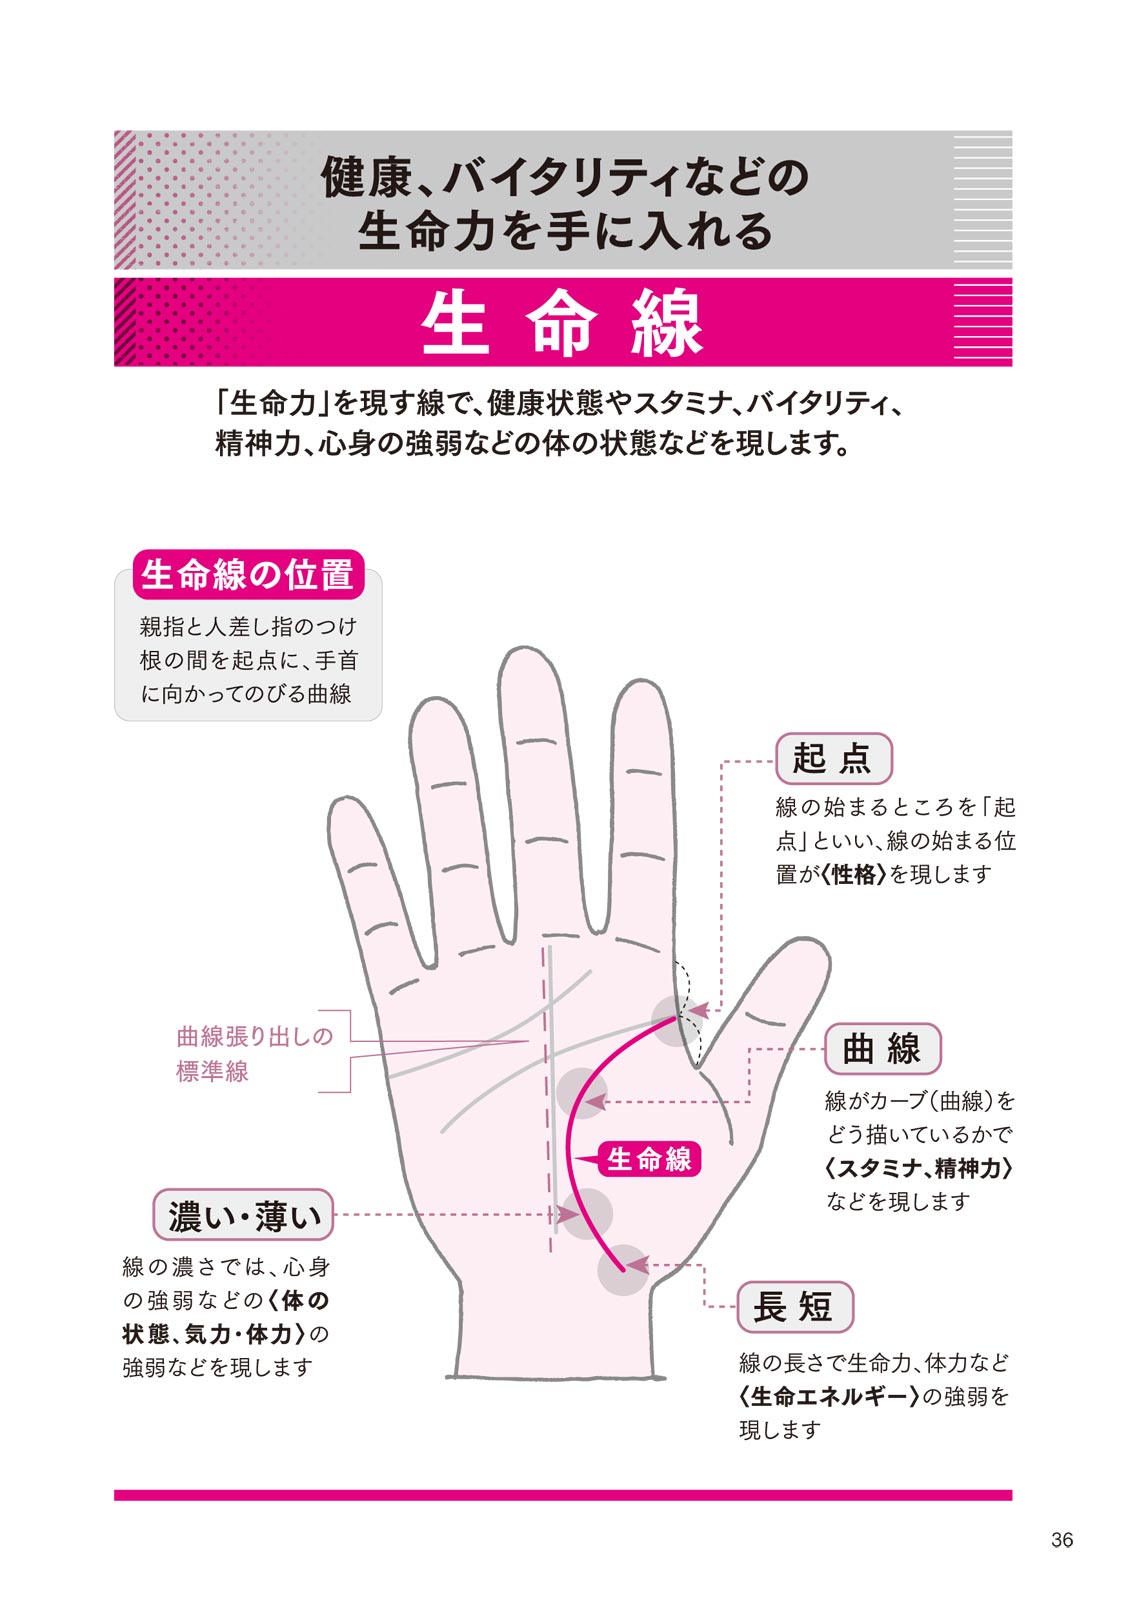 健康、バイタリティなどの
生命力を手に入れる
生命線
「生命力」を現す線で、健康状態やスタミナ、バイタリティ、
精神力、心身の強弱などの体の状態などを現します。
生命線の位置
親指と人差し指のつけ
根の間を起点に、手首
に向かってのびる曲線
起点
線の始まるところを「起
点」といい、線の始まる位
置が〈性格〉を現します
曲線張り出しの
標準線
曲線
線がカーブ（曲線）を
どう描いているかで
〈スタミナ、精神力〉
などを現します
生命線
濃い・薄い
線の濃さでは、心身
の強弱などの〈体の
状態、気力・体力〉の
強弱などを現します
長短
線の長さで生命力、体力など
〈生命エネルギー〉の強弱を
現します
36